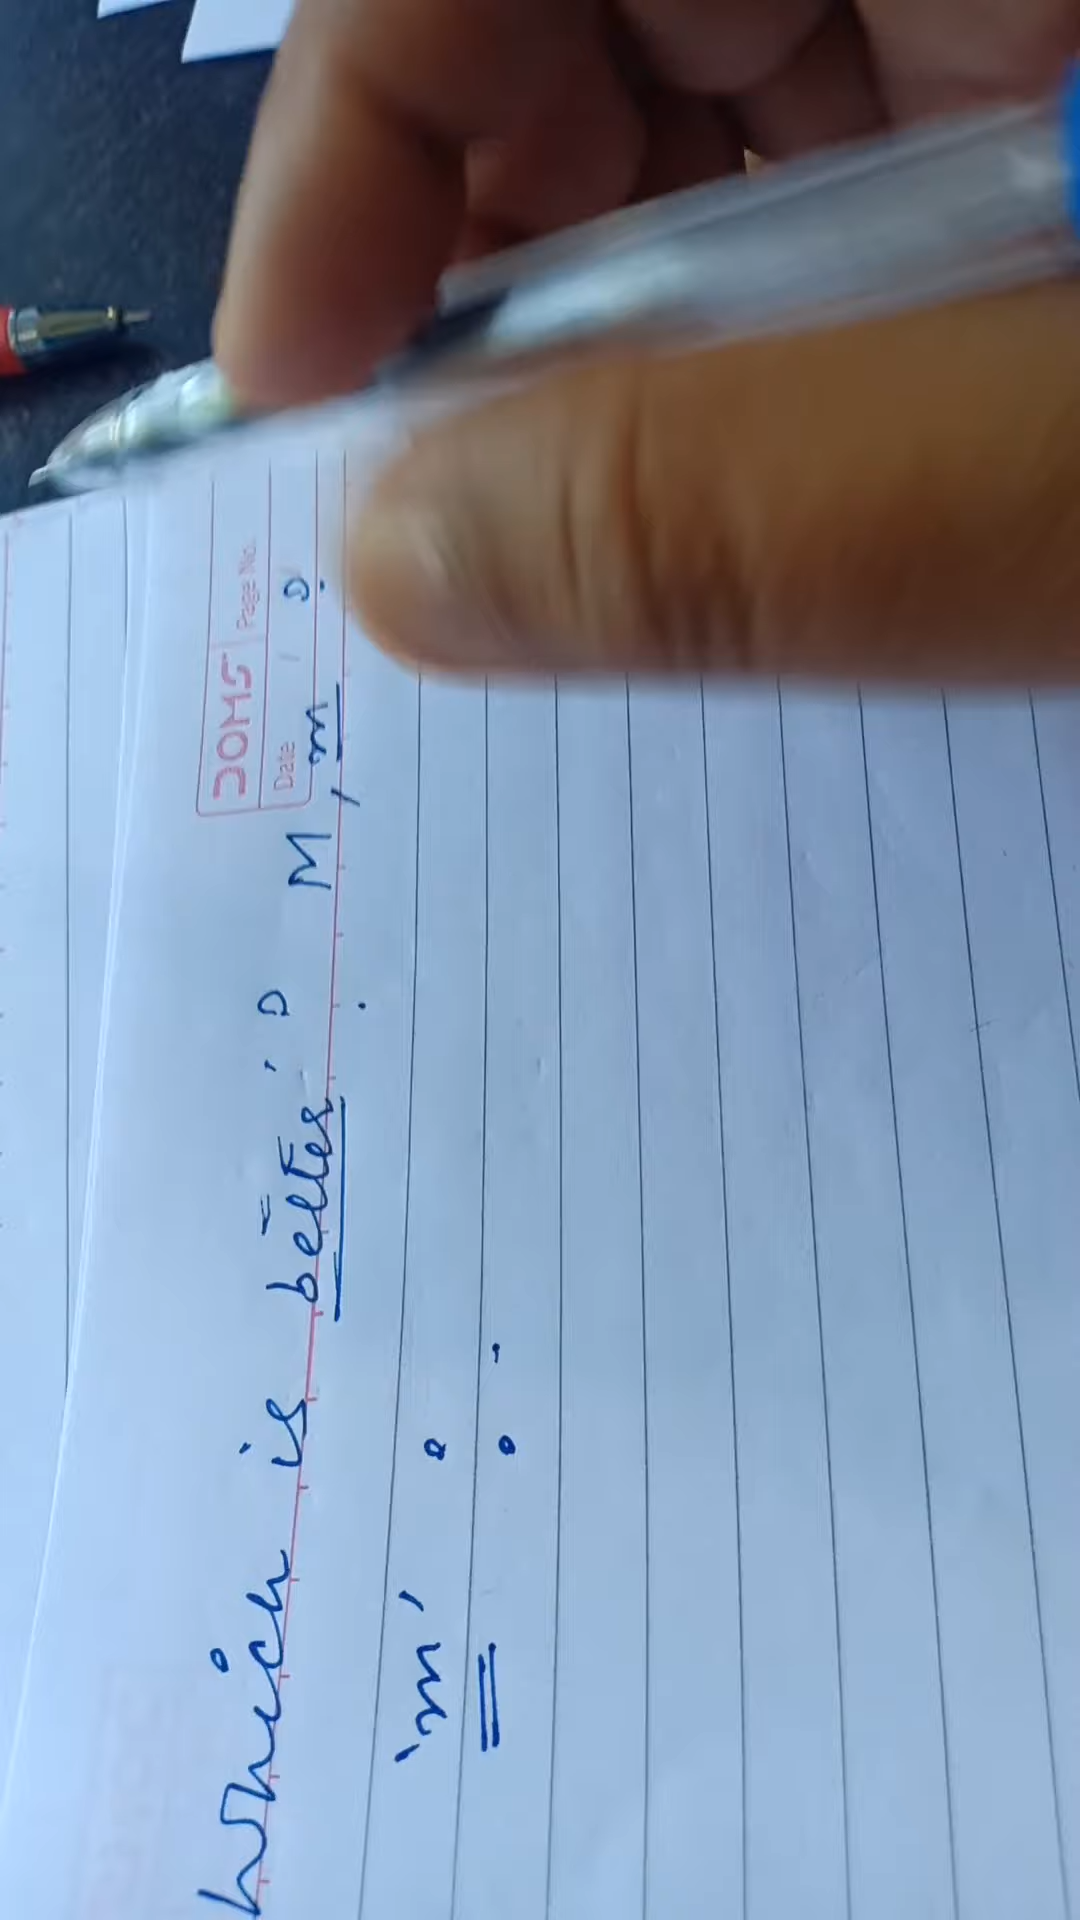 DOMS Page No.
Date / /
which is better, D M, m D.
'm' :